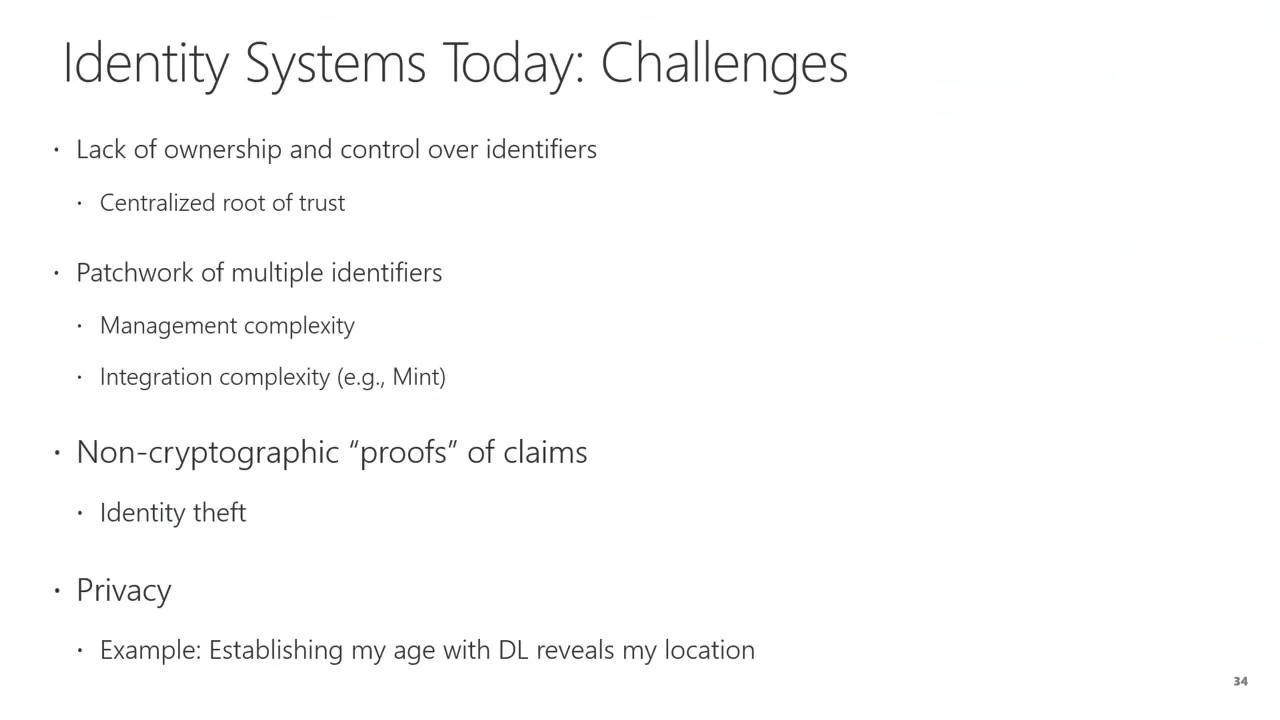 Identity Systems Today: Challenges
· Lack of ownership and control over identifiers
· Centralized root of trust
· Patchwork of multiple identifiers
· Management complexity
· Integration complexity (e.g., Mint)
· Non-cryptographic “proofs” of claims
· Identity theft
· Privacy
· Example: Establishing my age with DL reveals my location
34